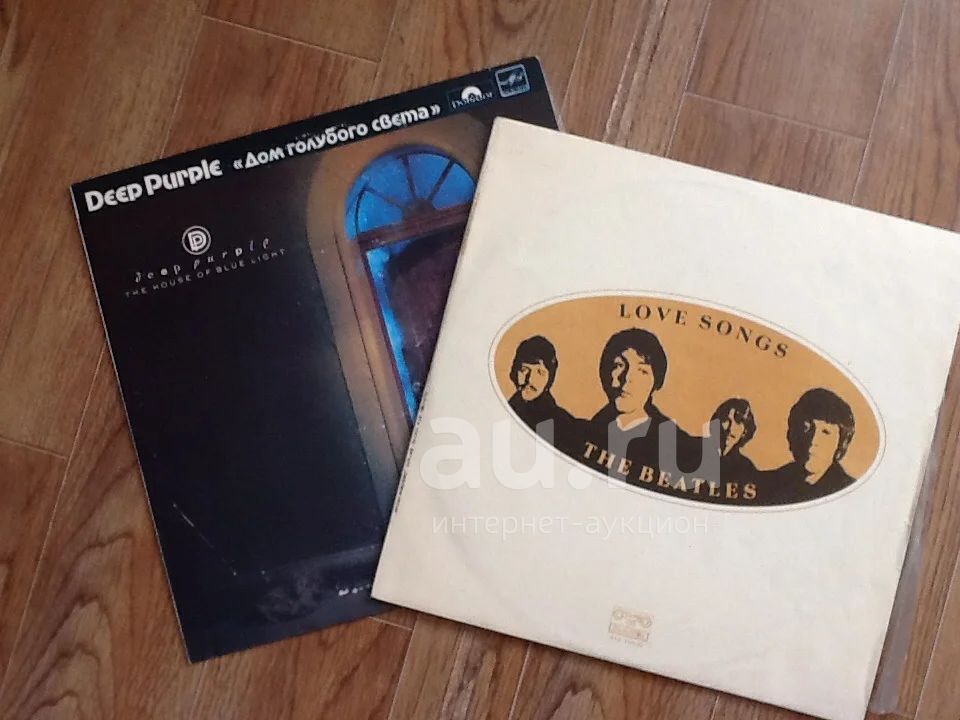 Deep Purple «Дом голубого света»
Polydor
deep purple
THE HOUSE OF BLUE LIGHT
LOVE SONGS
THE BEATLES
au.ru
интернет-аукцион